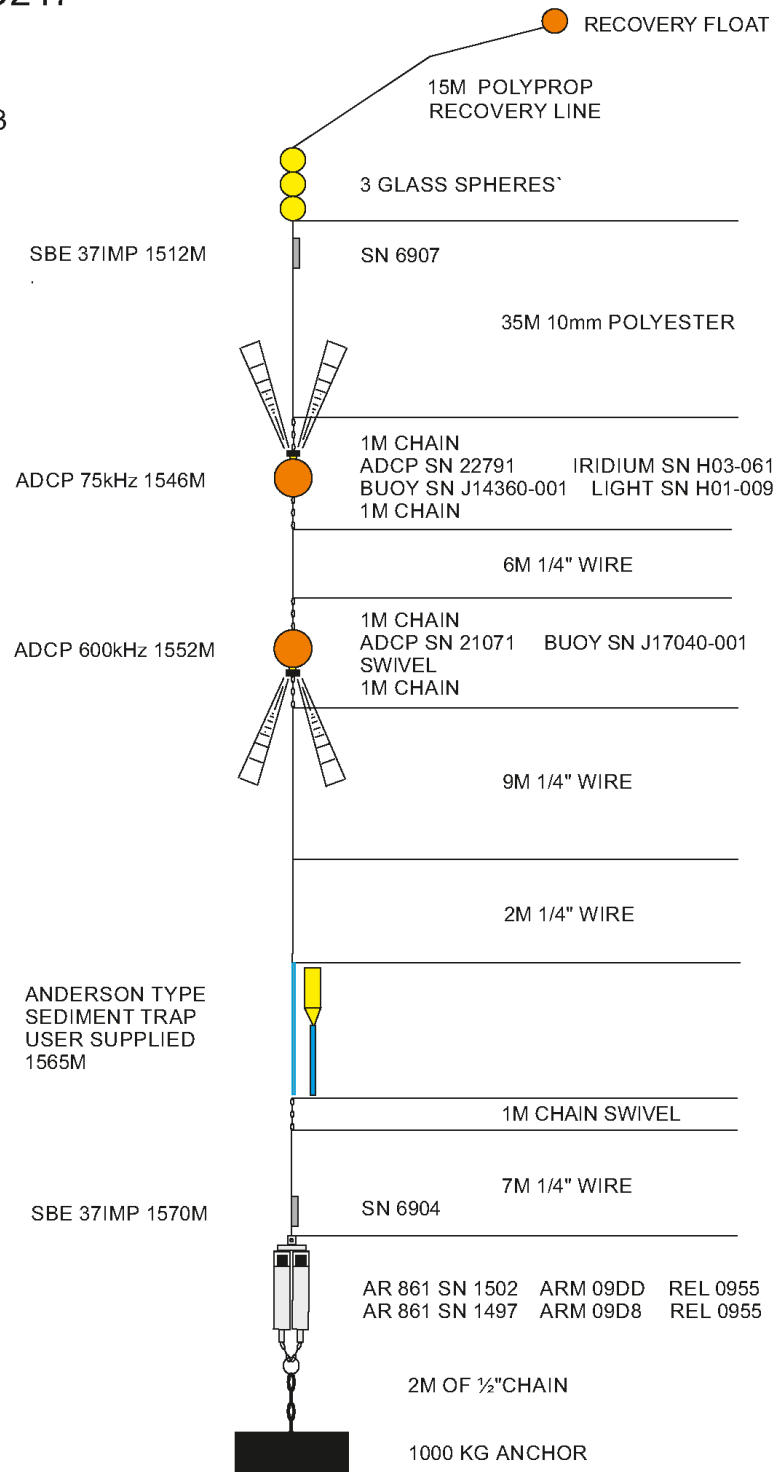 RECOVERY FLOAT
15M POLYPROP
RECOVERY LINE
3 GLASS SPHERES`
SBE 37IMP 1512M
.
SN 6907
35M 10mm POLYESTER
1M CHAIN
ADCP 75kHz 1546M
ADCP SN 22791 IRIDIUM SN H03-061
BUOY SN J14360-001 LIGHT SN H01-009
1M CHAIN
6M 1/4" WIRE
ADCP 600kHz 1552M
1M CHAIN
ADCP SN 21071 BUOY SN J17040-001
SWIVEL
1M CHAIN
9M 1/4" WIRE
2M 1/4" WIRE
ANDERSON TYPE
SEDIMENT TRAP
USER SUPPLIED
1565M
1M CHAIN SWIVEL
7M 1/4" WIRE
SBE 37IMP 1570M
SN 6904
AR 861 SN 1502 ARM 09DD REL 0955
AR 861 SN 1497 ARM 09D8 REL 0955
2M OF ½"CHAIN
1000 KG ANCHOR